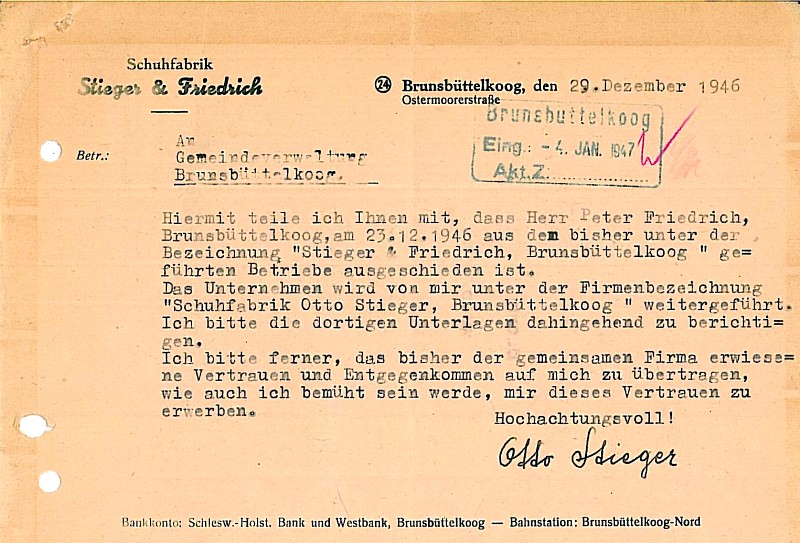 Schuhfabrik
Stieger & Friedrich
24 Brunsbüttelkoog, den 29. Dezember 1946
Ostermoorerstraße
Brunsbüttelkoog
Eing.: - 4. JAN. 1947
Akt.Z.
Betr.:
An
Gemeindeverwaltung
Brunsbüttelkoog.
Hiermit teile ich Ihnen mit, dass Herr Peter Friedrich,
Brunsbüttelkoog,am 23.12.1946 aus dem bisher unter der
Bezeichnung "Stieger & Friedrich, Brunsbüttelkoog " ge=
führten Betriebe ausgeschieden ist.
Das Unternehmen wird von mir unter der Firmenbezeichnung
"Schuhfabrik Otto Stieger, Brunsbüttelkoog " weitergeführt.
Ich bitte die dortigen Unterlagen dahingehend zu berichti=
gen.
Ich bitte ferner, das bisher der gemeinsamen Firma erwiese=
ne Vertrauen und Entgegenkommen auf mich zu übertragen,
wie auch ich bemüht sein werde, mir dieses Vertrauen zu
erwerben.
Hochachtungsvoll!
Otto Stieger
Bankkonto: Schlesw.-Holst. Bank und Westbank, Brunsbüttelkoog — Bahnstation: Brunsbüttelkoog-Nord